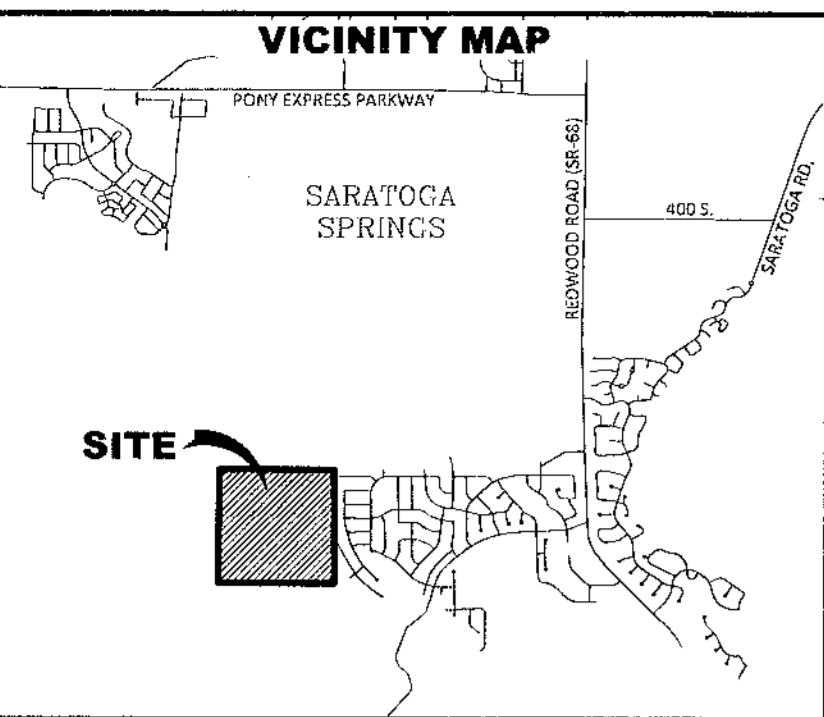 VICINITY MAP
PONY EXPRESS PARKWAY
SARATOGA
SPRINGS
REDWOOD ROAD (SR-68)
400 S.
SARATOGA RD.
SITE